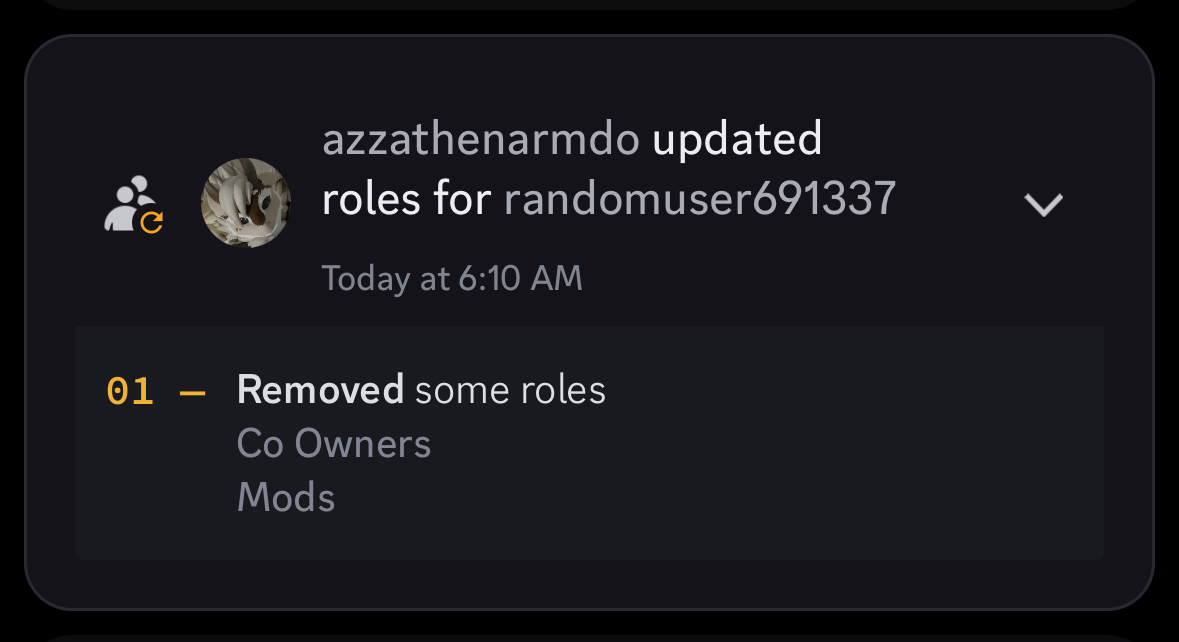 azzathenarmdo updated
roles for randomuser691337
Today at 6:10 AM
01 — Removed some roles
Co Owners
Mods